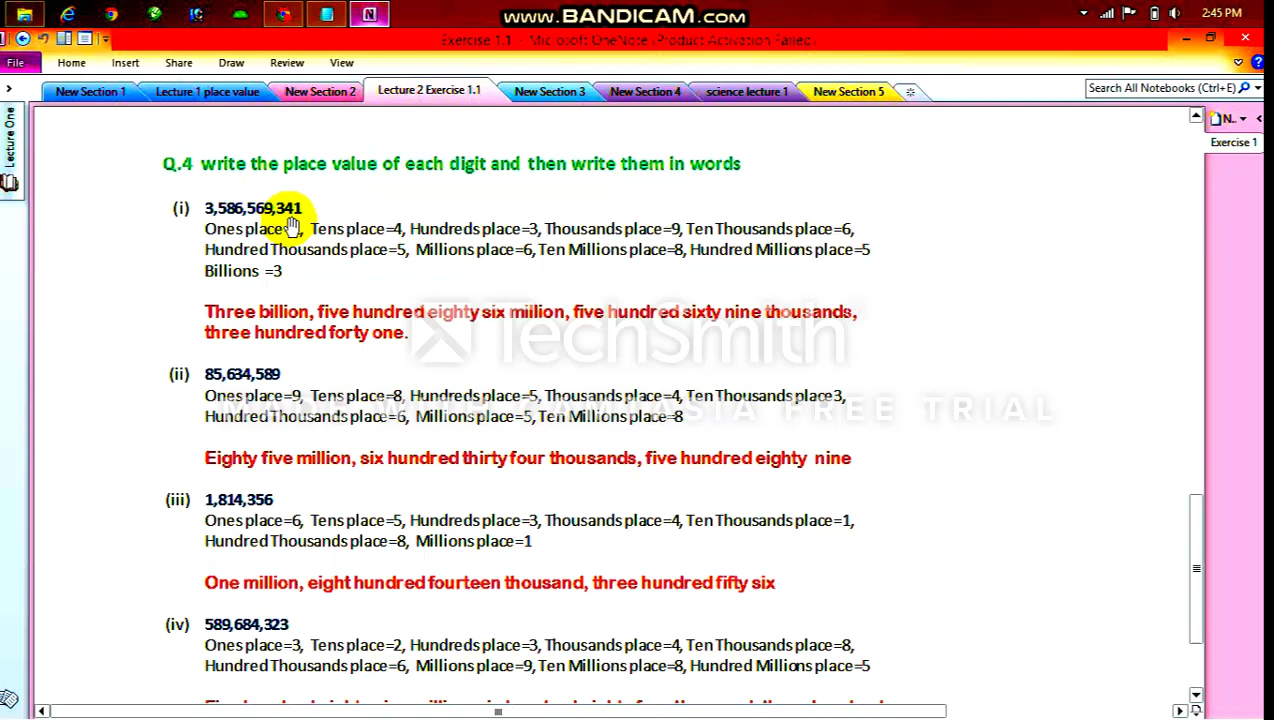 www.BANDICAM.com
2:45 PM
Exercise 1.1 - Microsoft OneNote (Product Activation Failed)
File Home Insert Share Draw Review View
New Section 1 Lecture 1 place value New Section 2 Lecture 2 Exercise 1.1 New Section 3 New Section 4 science lecture 1 New Section 5 Search All Notebooks (Ctrl+E)
Lecture One
N..
Exercise 1
Q.4 write the place value of each digit and then write them in words
(i) 3,586,569,341
Ones place= , Tens place=4, Hundreds place=3, Thousands place=9, Ten Thousands place=6,
Hundred Thousands place=5, Millions place=6, Ten Millions place=8, Hundred Millions place=5
Billions =3
Three billion, five hundred eighty six million, five hundred sixty nine thousands,
three hundred forty one.
TechSmith
(ii) 85,634,589
Ones place=9, Tens place=8, Hundreds place=5, Thousands place=4, Ten Thousands place3,
MADE WITH CAMTASIA FREE TRIAL
Hundred Thousands place=6, Millions place=5, Ten Millions place=8
Eighty five million, six hundred thirty four thousands, five hundred eighty nine
(iii) 1,814,356
Ones place=6, Tens place=5, Hundreds place=3, Thousands place=4, Ten Thousands place=1,
Hundred Thousands place=8, Millions place=1
One million, eight hundred fourteen thousand, three hundred fifty six
(iv) 589,684,323
Ones place=3, Tens place=2, Hundreds place=3, Thousands place=4, Ten Thousands place=8,
Hundred Thousands place=6, Millions place=9, Ten Millions place=8, Hundred Millions place=5